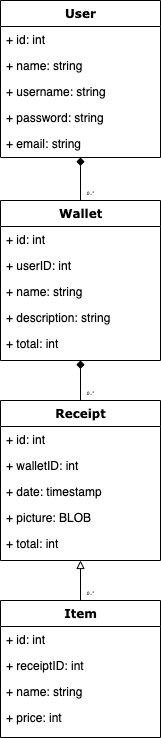 User
+ id: int
+ name: string
+ username: string
+ password: string
+ email: string
0..*
Wallet
+ id: int
+ userID: int
+ name: string
+ description: string
+ total: int
0..*
Receipt
+ id: int
+ walletID: int
+ date: timestamp
+ picture: BLOB
+ total: int
0..*
Item
+ id: int
+ receiptID: int
+ name: string
+ price: int